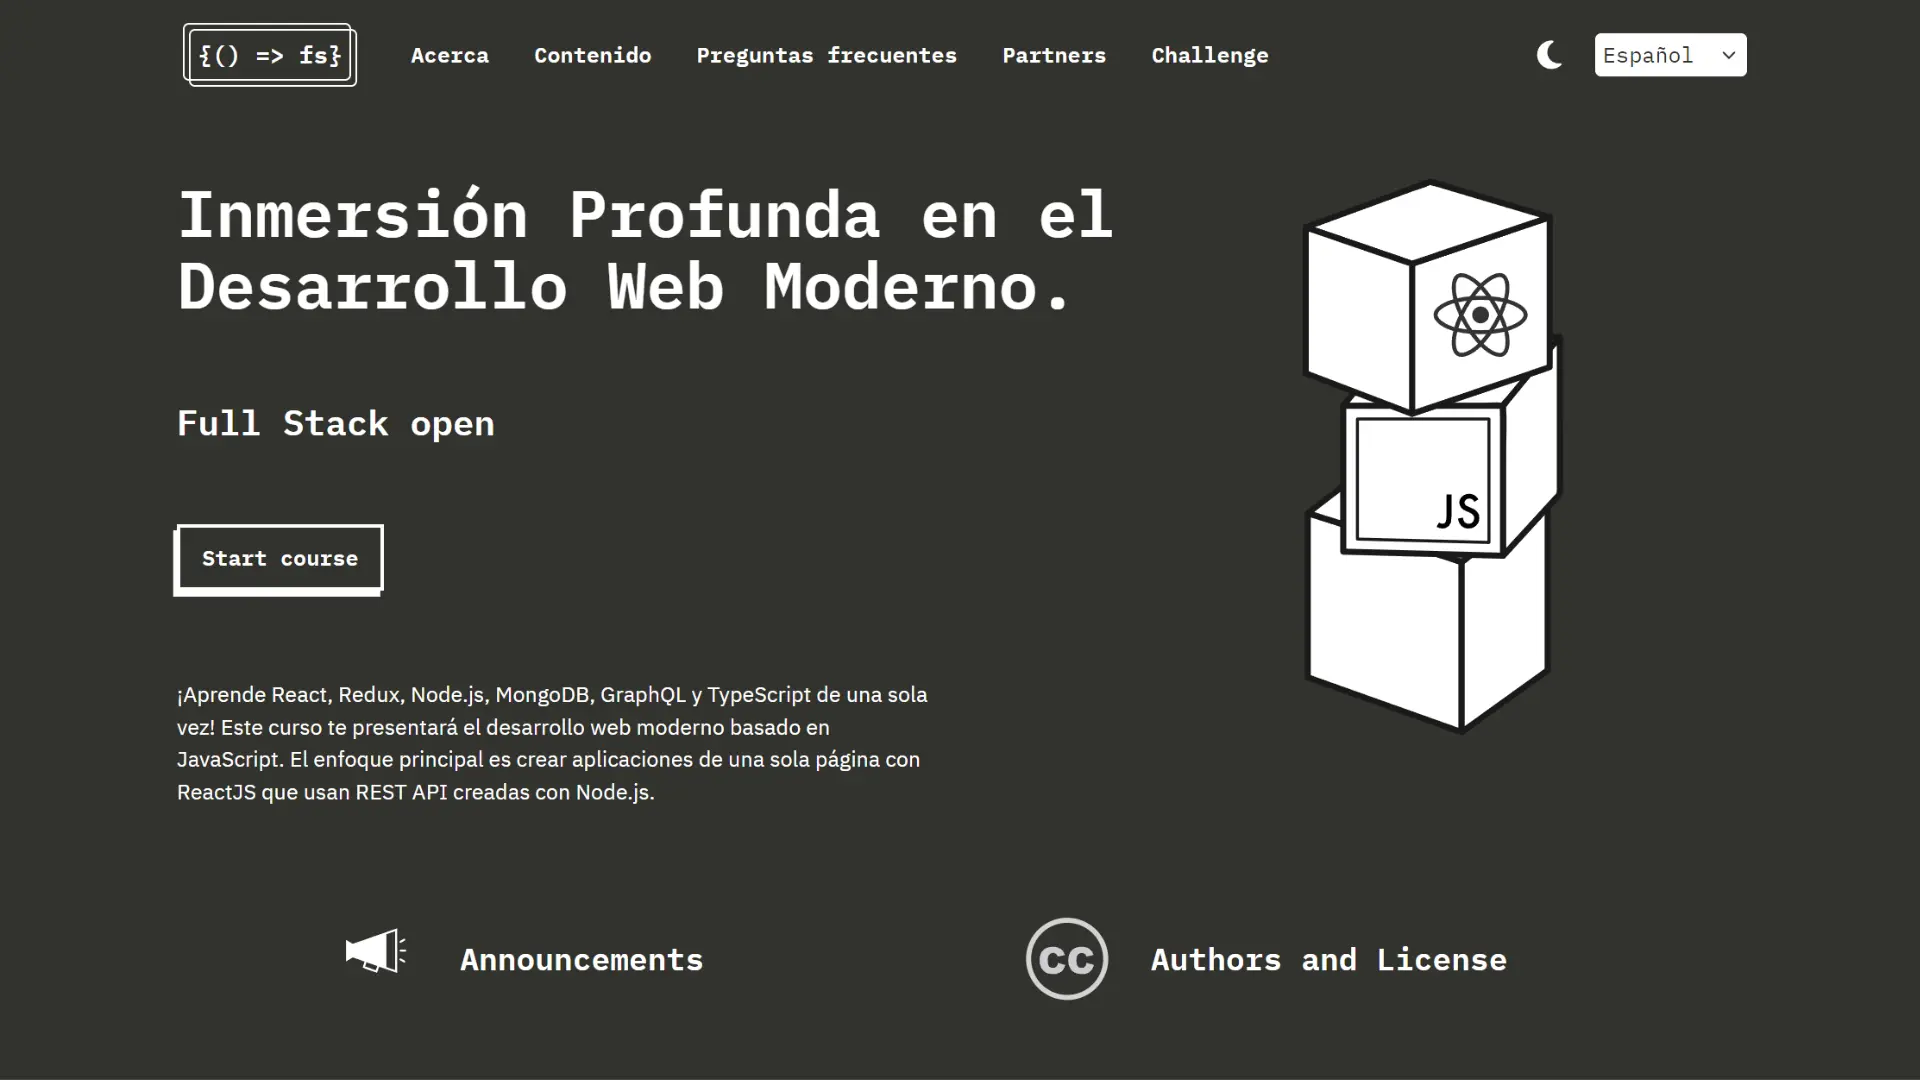 {() => fs}
Acerca
Contenido
Preguntas frecuentes
Partners
Challenge
Español
Inmersión Profunda en el
Desarrollo Web Moderno.
Full Stack open
Start course
¡Aprende React, Redux, Node.js, MongoDB, GraphQL y TypeScript de una sola
vez! Este curso te presentará el desarrollo web moderno basado en
JavaScript. El enfoque principal es crear aplicaciones de una sola página con
ReactJS que usan REST API creadas con Node.js.
JS
Announcements
cc
Authors and License